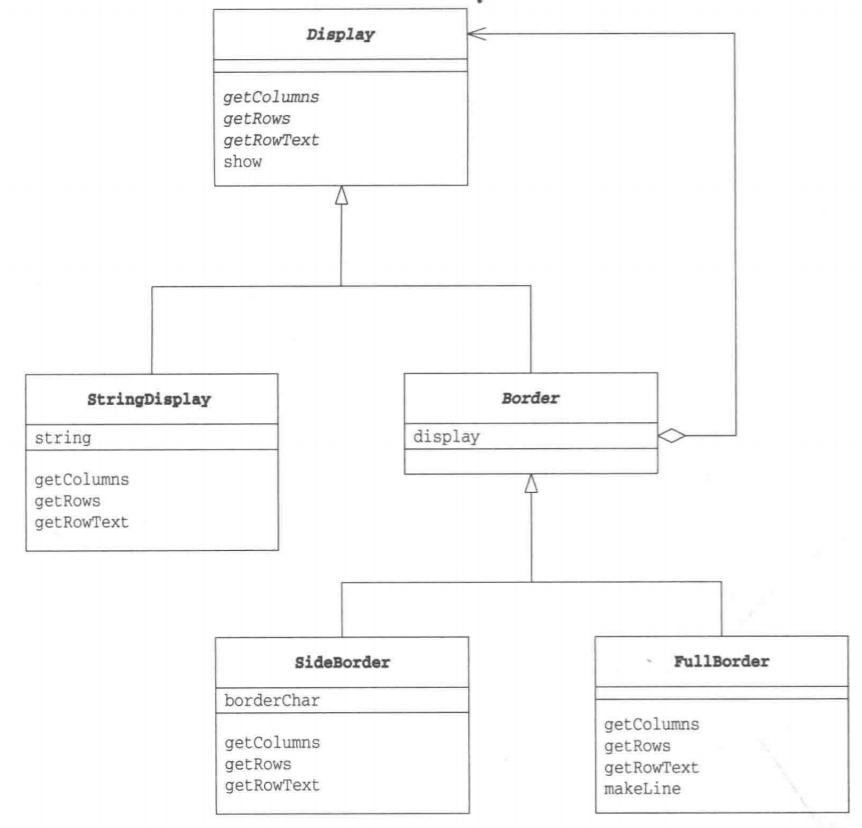 Display
getColumns
getRows
getRowText
show
StringDisplay
string
getColumns
getRows
getRowText
Border
display
SideBorder
borderChar
getColumns
getRows
getRowText
FullBorder
getColumns
getRows
getRowText
makeLine